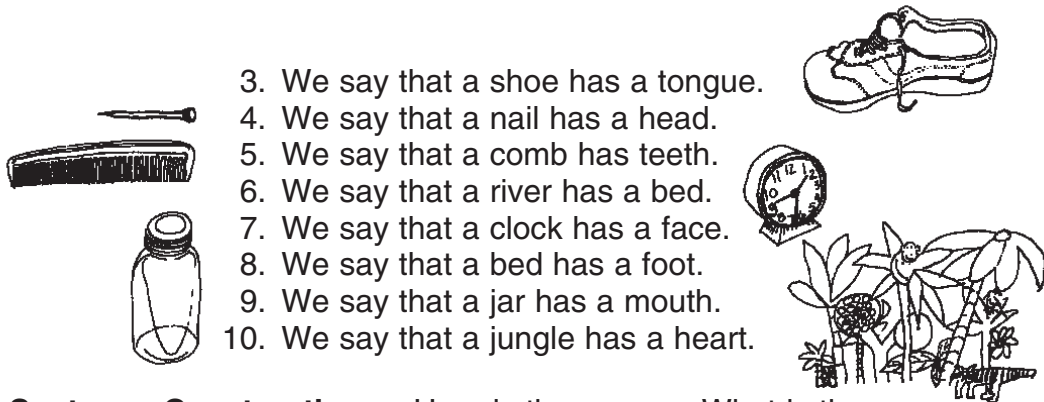 3. We say that a shoe has a tongue.
4. We say that a nail has a head.
5. We say that a comb has teeth.
6. We say that a river has a bed.
7. We say that a clock has a face.
8. We say that a bed has a foot.
9. We say that a jar has a mouth.
10. We say that a jungle has a heart.